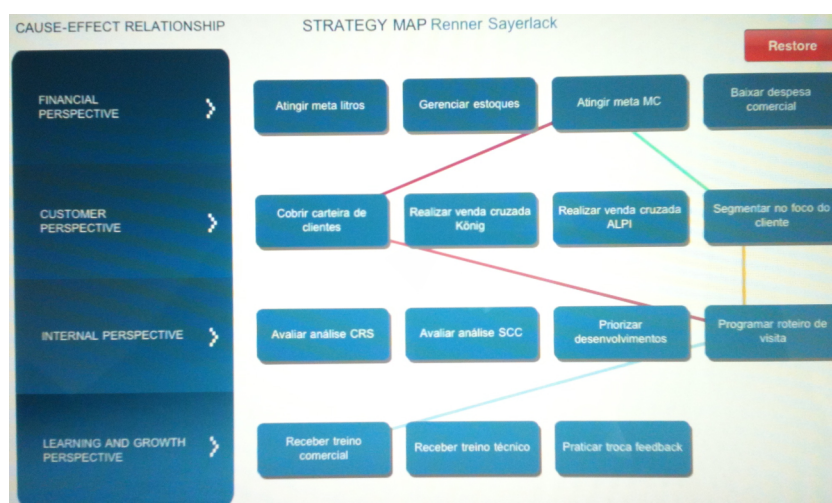 CAUSE-EFFECT RELATIONSHIP
STRATEGY MAP Renner Sayerlack
Restore
FINANCIAL
PERSPECTIVE
Atingir meta litros
Gerenciar estoques
Atingir meta MC
Baixar despesa
comercial
CUSTOMER
PERSPECTIVE
Cobrir carteira de
clientes
Realizar venda cruzada
König
Realizar venda cruzada
ALPI
Segmentar no foco do
cliente
INTERNAL PERSPECTIVE
Avaliar análise CRS
Avaliar análise SCC
Priorizar
desenvolvimentos
Programar roteiro de
visita
LEARNING AND GROWTH
PERSPECTIVE
Receber treino
comercial
Receber treino técnico
Praticar troca feedback